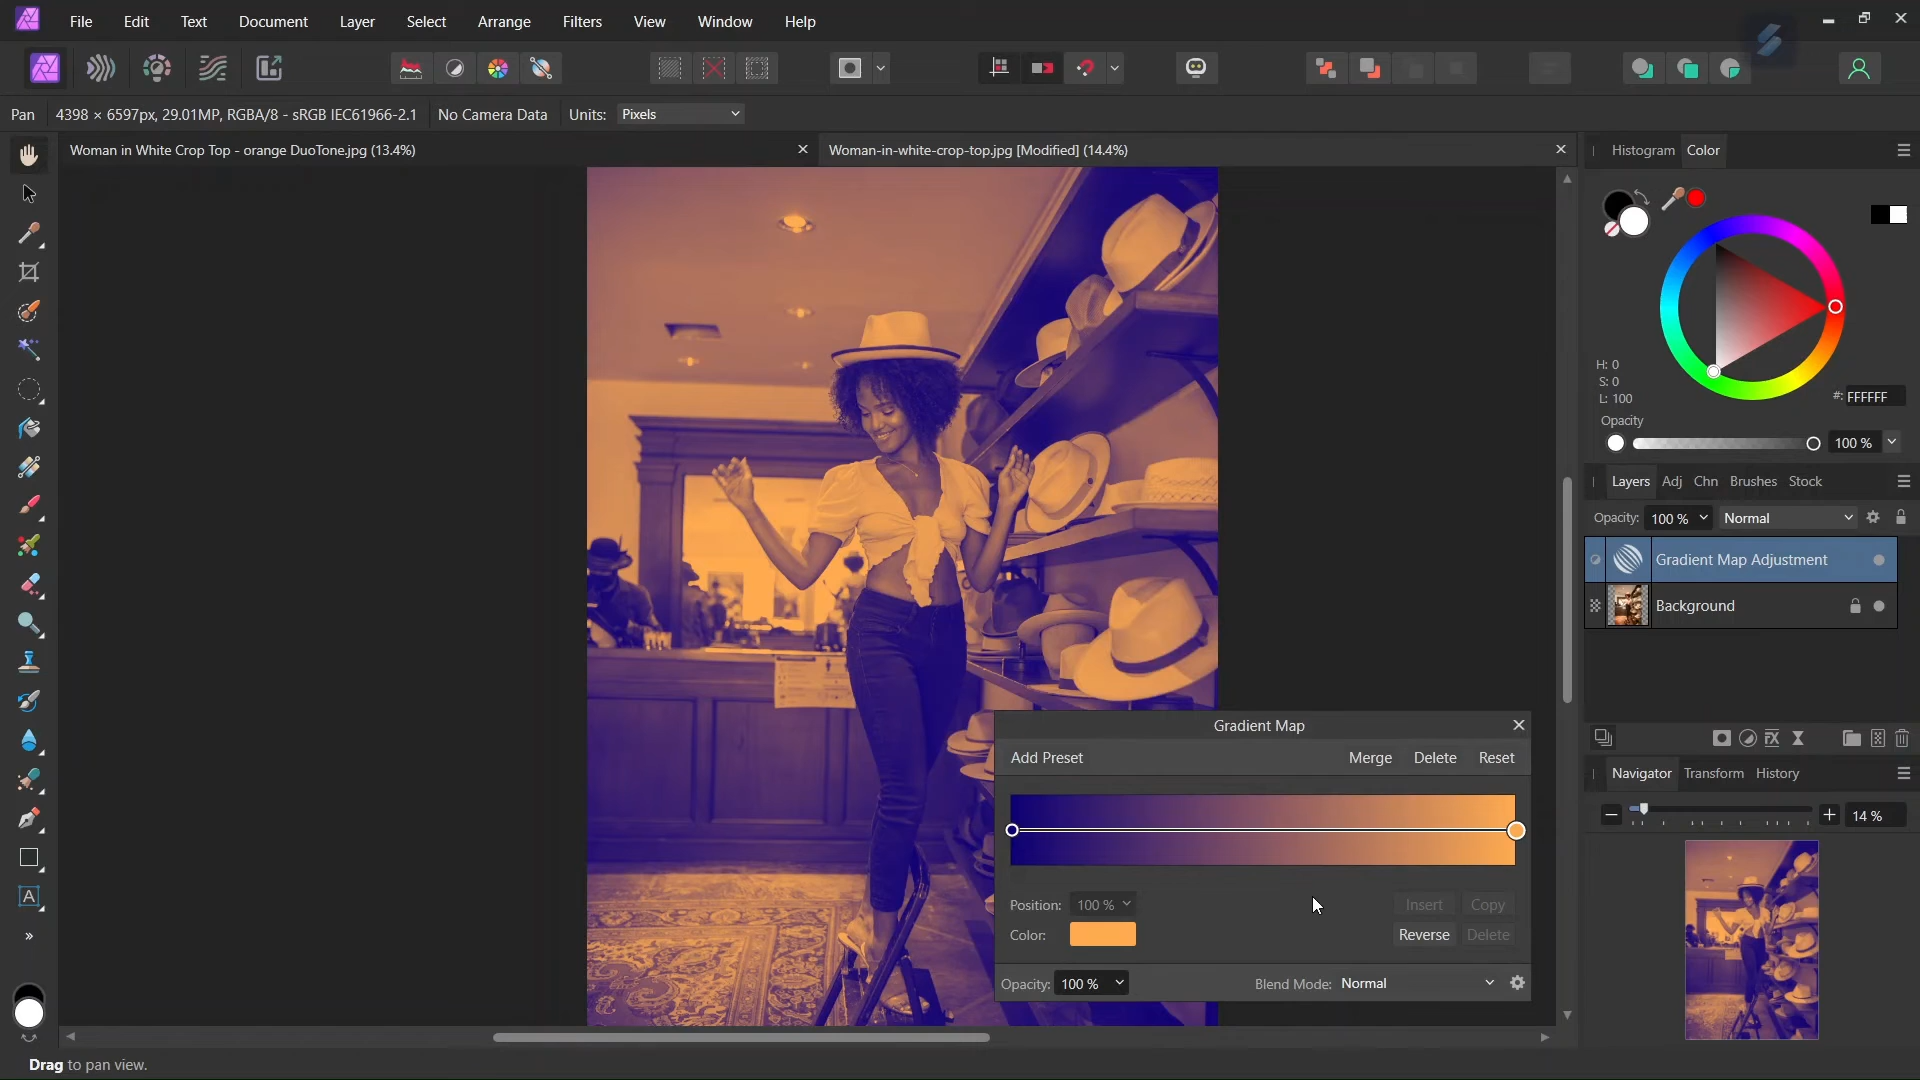 File Edit Text Document Layer Select Arrange Filters View Window Help
Pan 4398 × 6597px, 29.01MP, RGBA/8 - sRGB IEC61966-2.1 No Camera Data Units: Pixels
Woman in White Crop Top - orange DuoTone.jpg (13.4%)
Woman-in-white-crop-top.jpg [Modified] (14.4%)
Histogram Color
H: 0
S: 0
L: 100
#: FFFFFF
Opacity
100 %
Layers Adj Chn Brushes Stock
Opacity: 100 % Normal
Gradient Map Adjustment
Background
Gradient Map
Add Preset Merge Delete Reset
Position: 100 % Insert Copy
Color: Reverse Delete
Opacity: 100 % Blend Mode: Normal
Navigator Transform History
14 %
Drag to pan view.